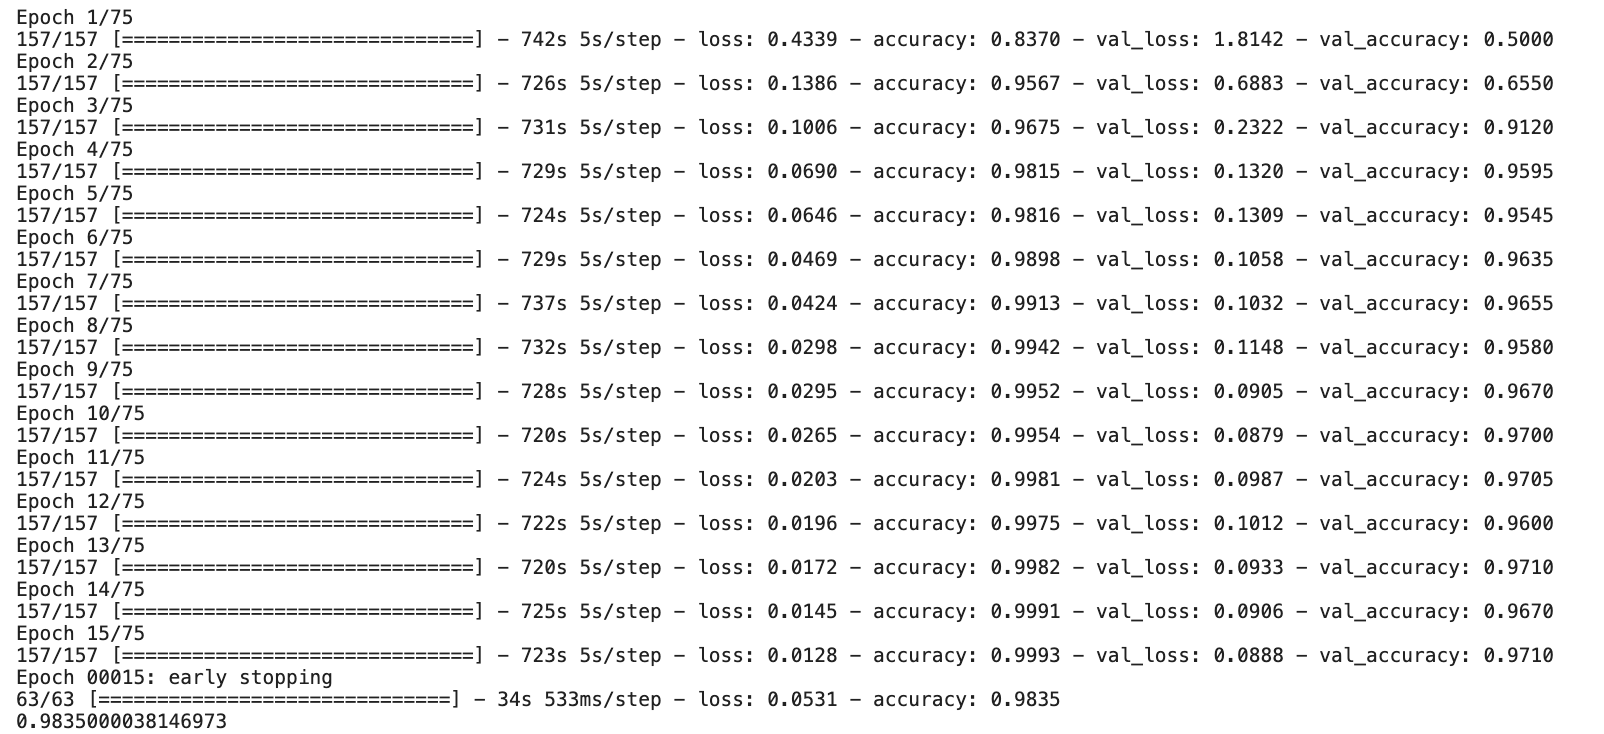 Epoch 1/75
157/157 [==============================] - 742s 5s/step - loss: 0.4339 - accuracy: 0.8370 - val_loss: 1.8142 - val_accuracy: 0.5000
Epoch 2/75
157/157 [==============================] - 726s 5s/step - loss: 0.1386 - accuracy: 0.9567 - val_loss: 0.6883 - val_accuracy: 0.6550
Epoch 3/75
157/157 [==============================] - 731s 5s/step - loss: 0.1006 - accuracy: 0.9675 - val_loss: 0.2322 - val_accuracy: 0.9120
Epoch 4/75
157/157 [==============================] - 729s 5s/step - loss: 0.0690 - accuracy: 0.9815 - val_loss: 0.1320 - val_accuracy: 0.9595
Epoch 5/75
157/157 [==============================] - 724s 5s/step - loss: 0.0646 - accuracy: 0.9816 - val_loss: 0.1309 - val_accuracy: 0.9545
Epoch 6/75
157/157 [==============================] - 729s 5s/step - loss: 0.0469 - accuracy: 0.9898 - val_loss: 0.1058 - val_accuracy: 0.9635
Epoch 7/75
157/157 [==============================] - 737s 5s/step - loss: 0.0424 - accuracy: 0.9913 - val_loss: 0.1032 - val_accuracy: 0.9655
Epoch 8/75
157/157 [==============================] - 732s 5s/step - loss: 0.0298 - accuracy: 0.9942 - val_loss: 0.1148 - val_accuracy: 0.9580
Epoch 9/75
157/157 [==============================] - 728s 5s/step - loss: 0.0295 - accuracy: 0.9952 - val_loss: 0.0905 - val_accuracy: 0.9670
Epoch 10/75
157/157 [==============================] - 720s 5s/step - loss: 0.0265 - accuracy: 0.9954 - val_loss: 0.0879 - val_accuracy: 0.9700
Epoch 11/75
157/157 [==============================] - 724s 5s/step - loss: 0.0203 - accuracy: 0.9981 - val_loss: 0.0987 - val_accuracy: 0.9705
Epoch 12/75
157/157 [==============================] - 722s 5s/step - loss: 0.0196 - accuracy: 0.9975 - val_loss: 0.1012 - val_accuracy: 0.9600
Epoch 13/75
157/157 [==============================] - 720s 5s/step - loss: 0.0172 - accuracy: 0.9982 - val_loss: 0.0933 - val_accuracy: 0.9710
Epoch 14/75
157/157 [==============================] - 725s 5s/step - loss: 0.0145 - accuracy: 0.9991 - val_loss: 0.0906 - val_accuracy: 0.9670
Epoch 15/75
157/157 [==============================] - 723s 5s/step - loss: 0.0128 - accuracy: 0.9993 - val_loss: 0.0888 - val_accuracy: 0.9710
Epoch 00015: early stopping
63/63 [==============================] - 34s 533ms/step - loss: 0.0531 - accuracy: 0.9835
0.9835000038146973